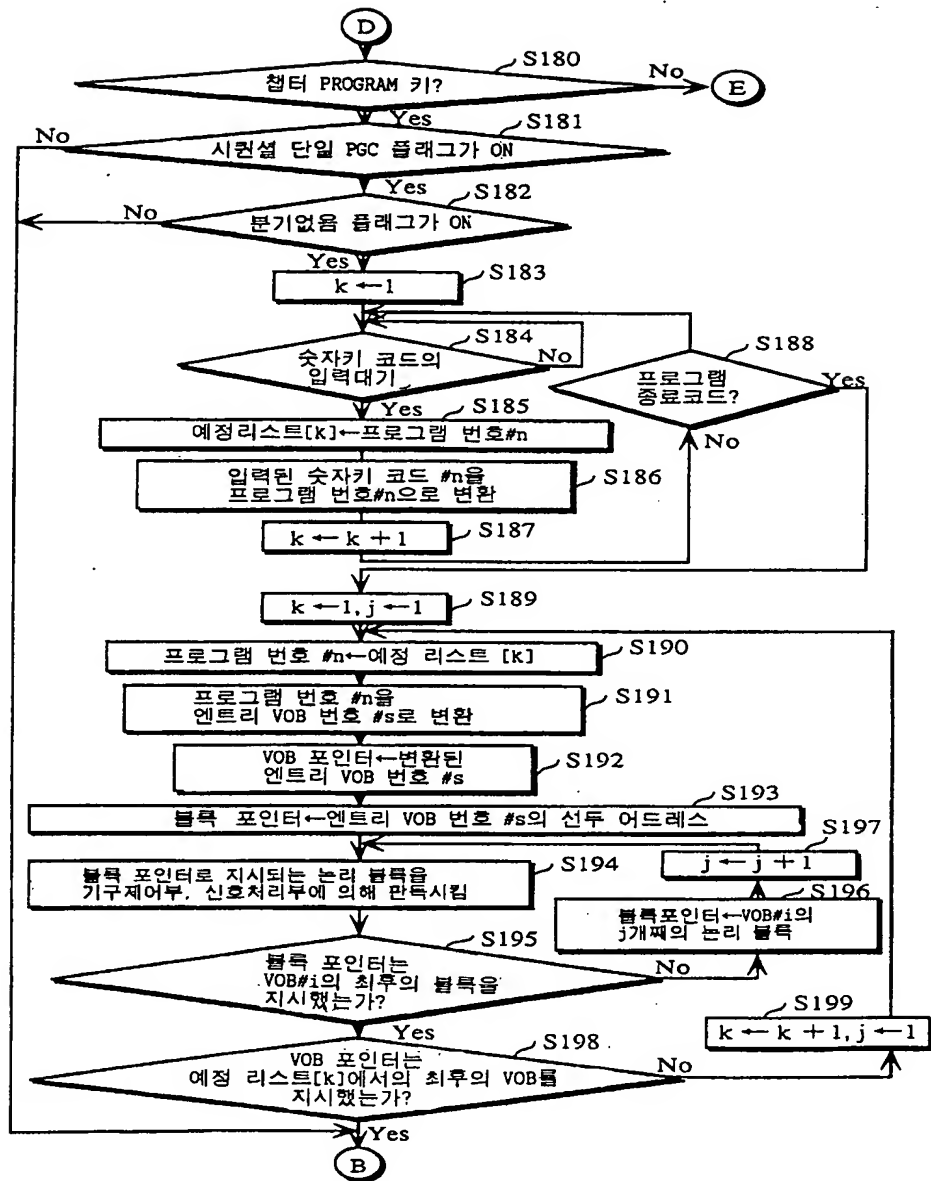 D
S180
챕터 PROGRAM 키?
No
E
Yes
S181
No
시퀀셜 단일 PGC 플래그가 ON
Yes
S182
No
분기없음 플래그가 ON
Yes
S183
k ← 1
S184
숫자키 코드의
입력대기
No
S188
프로그램
종료코드?
Yes
No
Yes
S185
예정리스트[k]←프로그램 번호#n
입력된 숫자키 코드 #n을
프로그램 번호#n으로 변환
S186
k ← k + 1
S187
k ← 1, j ← 1
S189
프로그램 번호 #n←예정 리스트 [k]
S190
프로그램 번호 #n을
엔트리 VOB 번호 #s로 변환
S191
VOB 포인터←변환된
엔트리 VOB 번호 #s
S192
S193
블록 포인터←엔트리 VOB 번호 #s의 선두 어드레스
S197
j ← j + 1
S194
블록 포인터로 지시되는 논리 블록을
기구제어부, 신호처리부에 의해 판독시킴
S196
블록포인터←VOB#i의
j개째의 논리 블록
S195
블록 포인터는
VOB#i의 최후의 블록을
지시했는가?
No
Yes
S199
k ← k + 1, j ← 1
S198
VOB 포인터는
예정 리스트[k]에서의 최후의 VOB를
지시했는가?
No
Yes
B